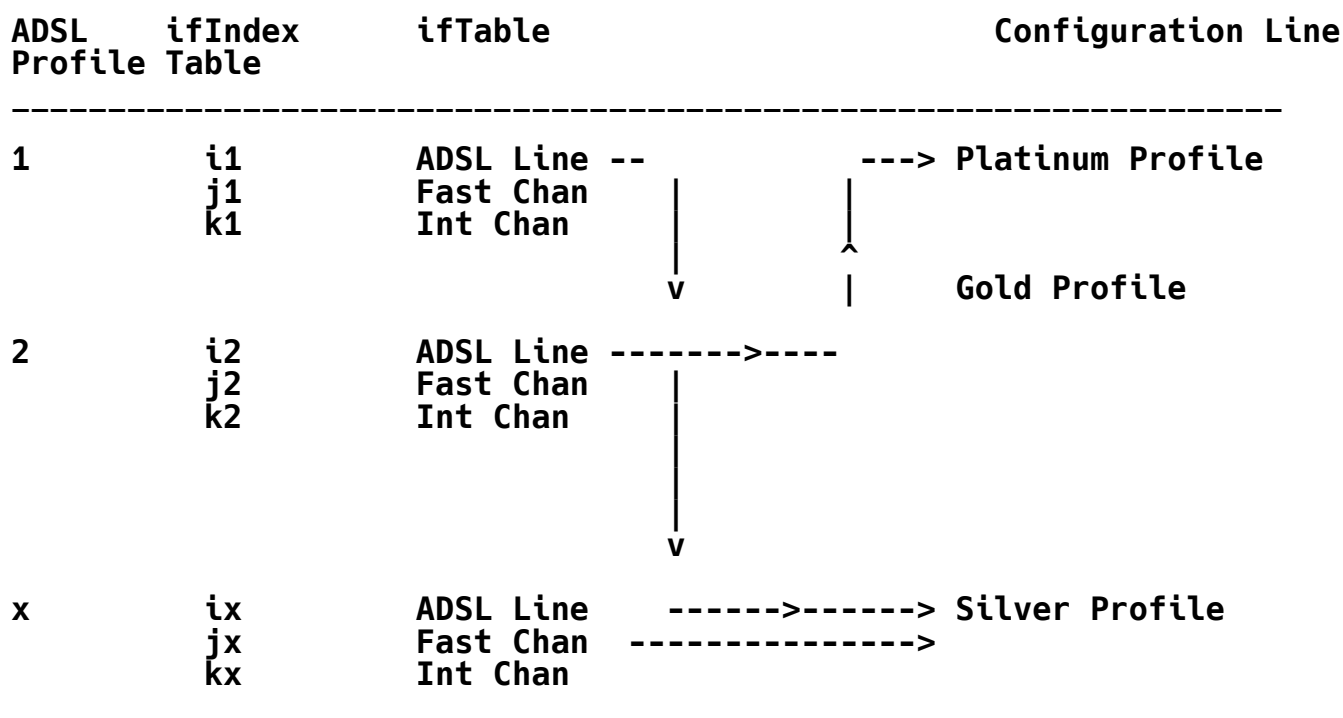 ADSL    ifIndex      ifTable                       Configuration Line
Profile Table
__________________________________________________________________
1         i1         ADSL Line --           ---> Platinum Profile
          j1         Fast Chan    |        |
          k1         Int Chan     |        |
                                  |        ^
                                  v        |     Gold Profile
2         i2         ADSL Line ------->----
          j2         Fast Chan    |
          k2         Int Chan     |
                                  |
                                  |
                                  |
                                  v
x         ix         ADSL Line    ------>------> Silver Profile
          jx         Fast Chan  --------------->
          kx         Int Chan